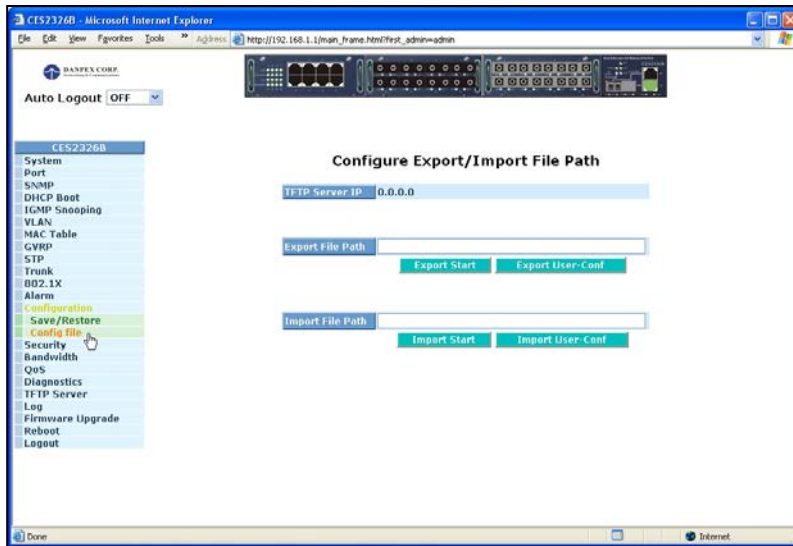 CES2326B - Microsoft Internet Explorer
File Edit View Favorites Tools » Address http://192.168.1.1/main_frame.html?first_admin=admin
DANPEX CORP.
Auto Logout OFF
CES2326B
System
Port
SNMP
DHCP Boot
IGMP Snooping
VLAN
MAC Table
GVRP
STP
Trunk
802.1X
Alarm
Configuration
Save/Restore
Config file
Security
Bandwidth
QoS
Diagnostics
TFTP Server
Log
Firmware Upgrade
Reboot
Logout
Configure Export/Import File Path
TFTP Server IP 0.0.0.0
Export File Path
Export Start Export User-Conf
Import File Path
Import Start Import User-Conf
Done Internet